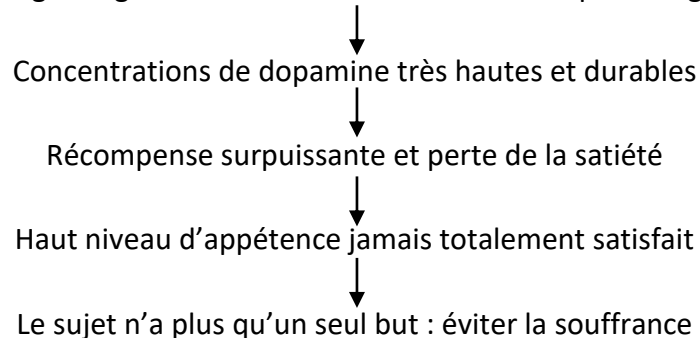 Concentrations de dopamine très hautes et durables
Récompense surpuissante et perte de la satiété
Haut niveau d’appétence jamais totalement satisfait
Le sujet n’a plus qu’un seul but : éviter la souffrance